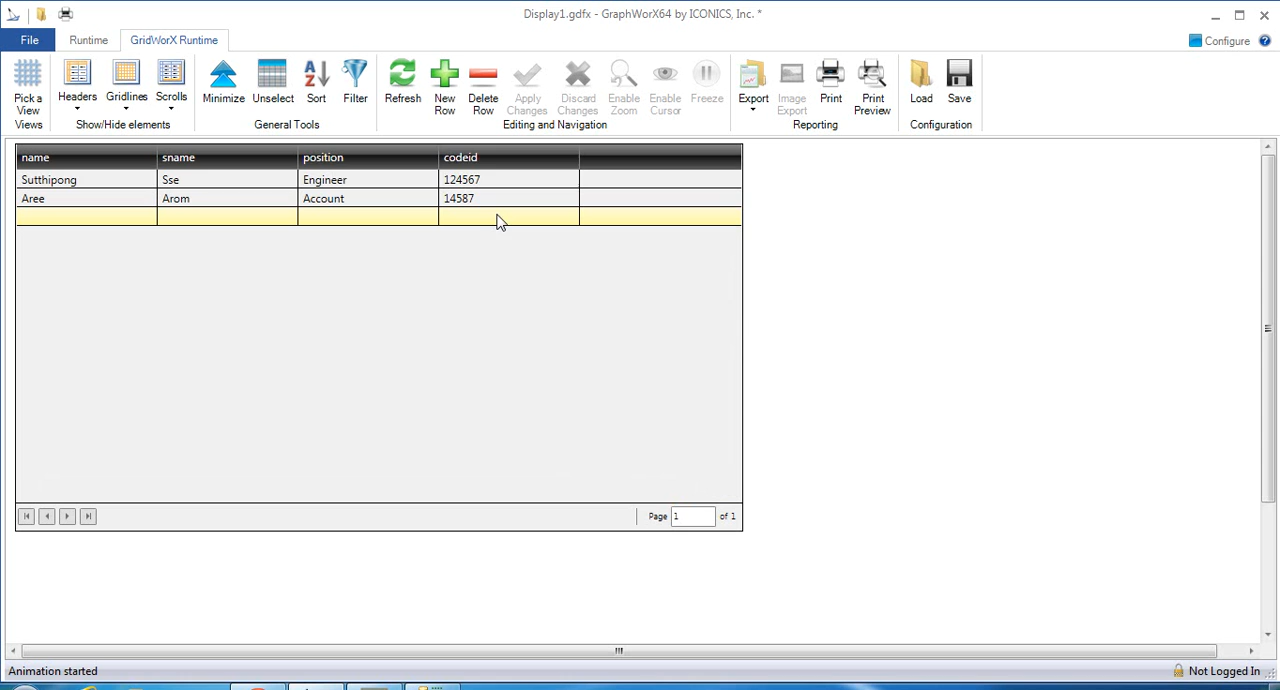 Display1.gdfx - GraphWorX64 by ICONICS, Inc. *
File Runtime GridWorX Runtime Configure
Pick a View Headers Gridlines Scrolls Minimize Unselect Sort Filter Refresh New Row Delete Row Apply Changes Discard Changes Enable Zoom Enable Cursor Freeze Export Image Export Print Print Preview Load Save
Views Show/Hide elements General Tools Editing and Navigation Reporting Configuration
name sname position codeid
Sutthipong Sse Engineer 124567
Aree Arom Account 14587
Page 1 of 1
Animation started Not Logged In